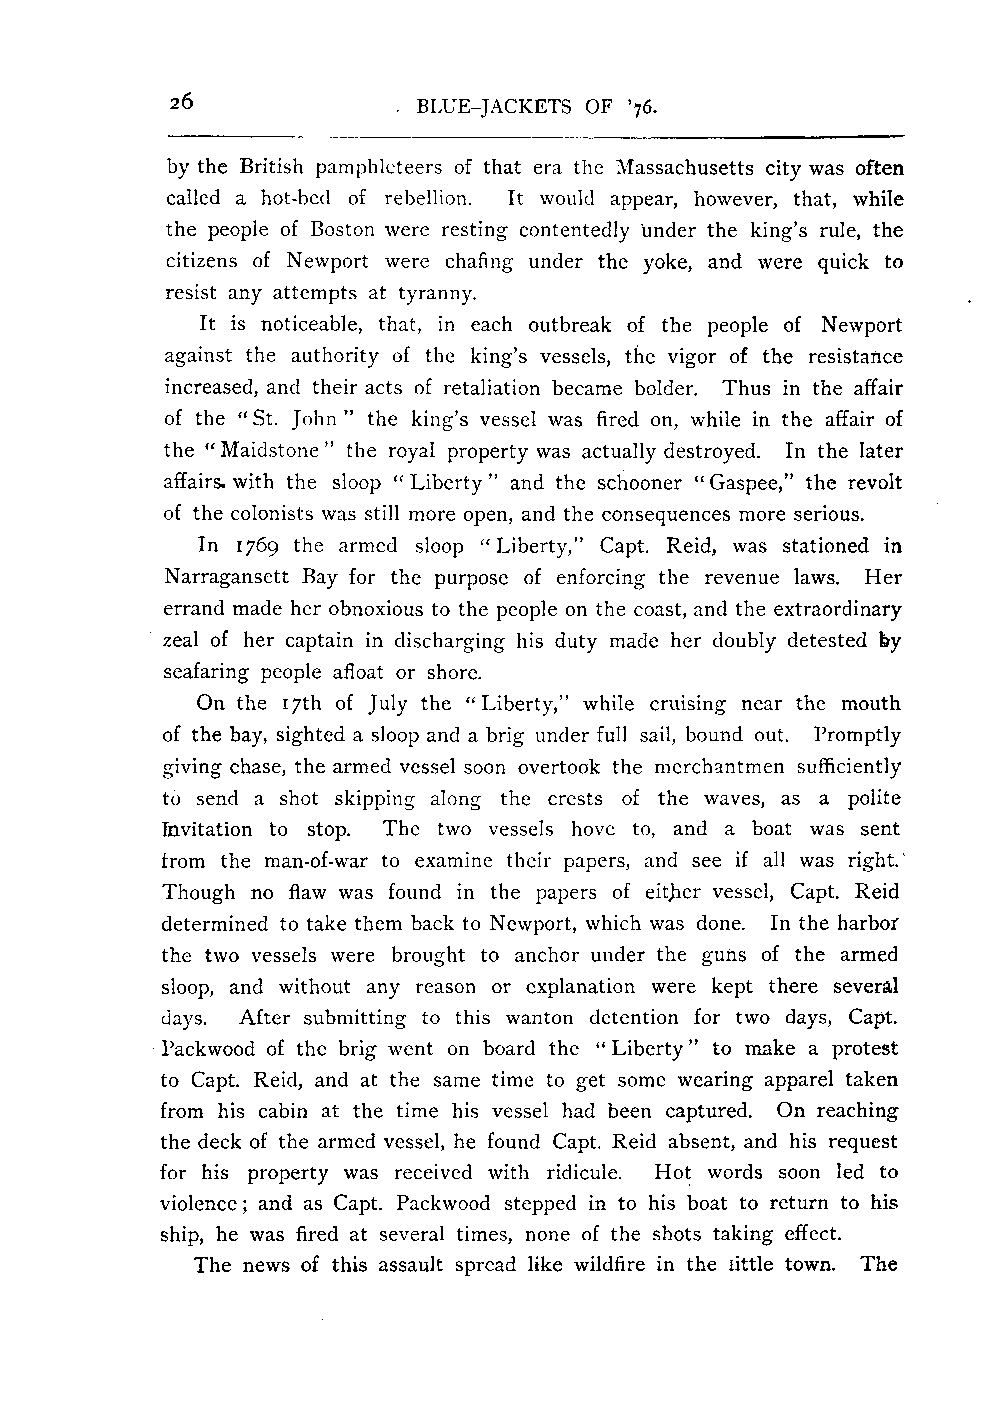 26
BLUE-JACKETS OF '76.
by the British pamphleteers of that era the Massachusetts city was often
called a hot-bed of rebellion. It would appear, however, that, while
the people of Boston were resting contentedly under the king's rule, the
citizens of Newport were chafing under the yoke, and were quick to
resist any attempts at tyranny.
It is noticeable, that, in each outbreak of the people of Newport
against the authority of the king's vessels, the vigor of the resistance
increased, and their acts of retaliation became bolder. Thus in the affair
of the "St. John" the king's vessel was fired on, while in the affair of
the "Maidstone" the royal property was actually destroyed. In the later
affairs with the sloop "Liberty" and the schooner "Gaspee," the revolt
of the colonists was still more open, and the consequences more serious.
In 1769 the armed sloop "Liberty," Capt. Reid, was stationed in
Narragansett Bay for the purpose of enforcing the revenue laws. Her
errand made her obnoxious to the people on the coast, and the extraordinary
zeal of her captain in discharging his duty made her doubly detested by
seafaring people afloat or shore.
On the 17th of July the "Liberty," while cruising near the mouth
of the bay, sighted a sloop and a brig under full sail, bound out. Promptly
giving chase, the armed vessel soon overtook the merchantmen sufficiently
to send a shot skipping along the crests of the waves, as a polite
invitation to stop. The two vessels hove to, and a boat was sent
from the man-of-war to examine their papers, and see if all was right.
Though no flaw was found in the papers of either vessel, Capt. Reid
determined to take them back to Newport, which was done. In the harbor
the two vessels were brought to anchor under the guns of the armed
sloop, and without any reason or explanation were kept there several
days. After submitting to this wanton detention for two days, Capt.
Packwood of the brig went on board the "Liberty" to make a protest
to Capt. Reid, and at the same time to get some wearing apparel taken
from his cabin at the time his vessel had been captured. On reaching
the deck of the armed vessel, he found Capt. Reid absent, and his request
for his property was received with ridicule. Hot words soon led to
violence; and as Capt. Packwood stepped in to his boat to return to his
ship, he was fired at several times, none of the shots taking effect.
The news of this assault spread like wildfire in the little town. The